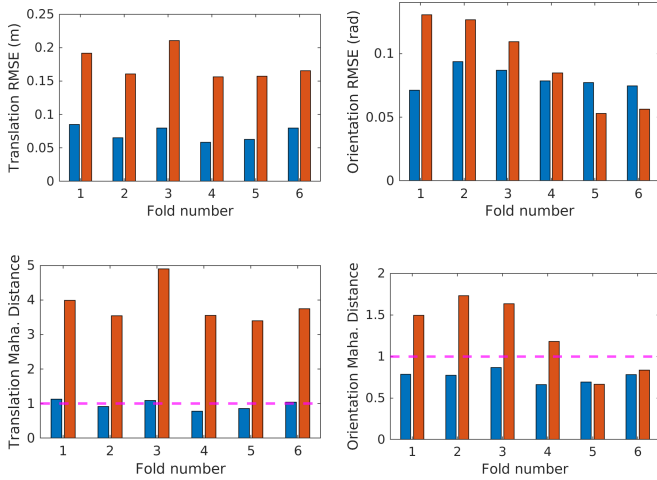 Translation RMSE (m)
0.25
0.2
0.15
0.1
0.05
0
1 2 3 4 5 6
Fold number
Orientation RMSE (rad)
0.1
0.05
0
1 2 3 4 5 6
Fold number
Translation Maha. Distance
5
4
3
2
1
0
1 2 3 4 5 6
Fold number
Orientation Maha. Distance
2
1.5
1
0.5
0
1 2 3 4 5 6
Fold number